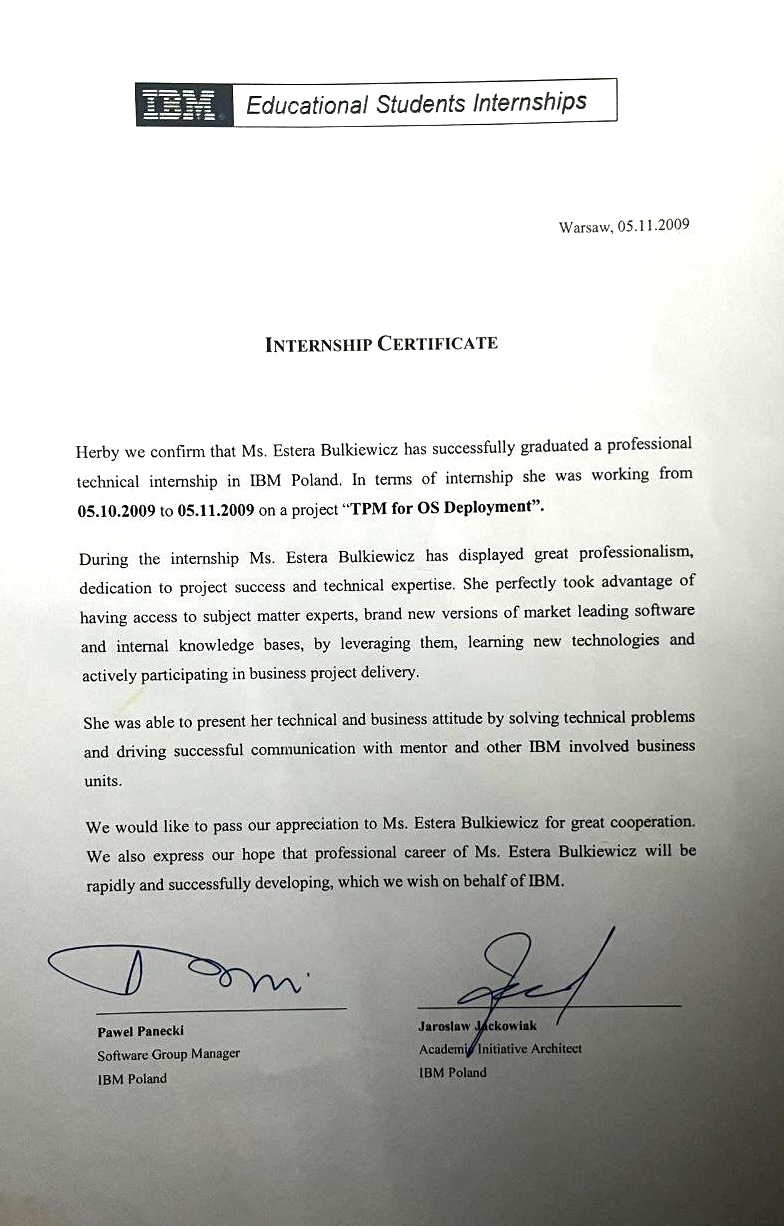 IBM. Educational Students Internships
Warsaw, 05.11.2009
INTERNSHIP CERTIFICATE
Herby we confirm that Ms. Estera Bulkiewicz has successfully graduated a professional
technical internship in IBM Poland. In terms of internship she was working from
05.10.2009 to 05.11.2009 on a project “TPM for OS Deployment”.
During the internship Ms. Estera Bulkiewicz has displayed great professionalism,
dedication to project success and technical expertise. She perfectly took advantage of
having access to subject matter experts, brand new versions of market leading software
and internal knowledge bases, by leveraging them, learning new technologies and
actively participating in business project delivery.
She was able to present her technical and business attitude by solving technical problems
and driving successful communication with mentor and other IBM involved business
units.
We would like to pass our appreciation to Ms. Estera Bulkiewicz for great cooperation.
We also express our hope that professional career of Ms. Estera Bulkiewicz will be
rapidly and successfully developing, which we wish on behalf of IBM.
Pawel Panecki
Software Group Manager
IBM Poland
Jaroslaw Jackowiak
Academic Initiative Architect
IBM Poland